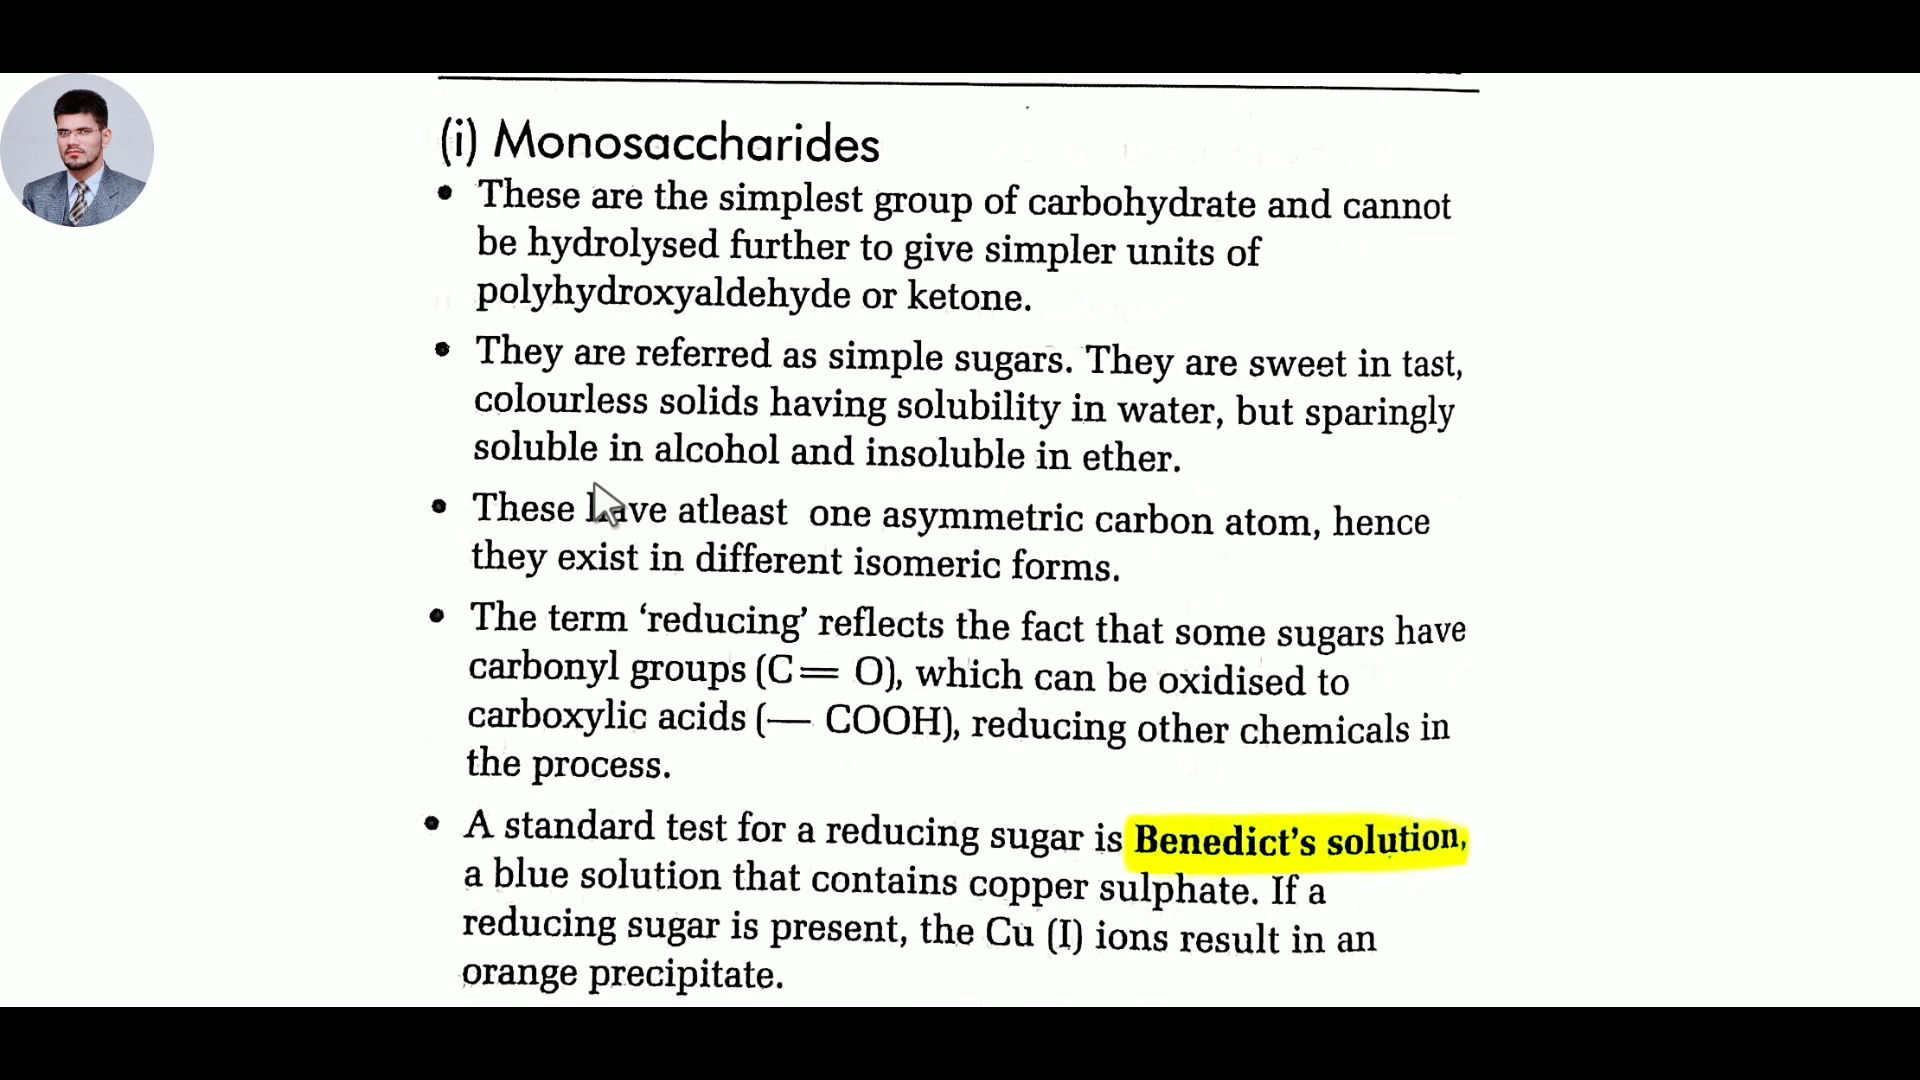 (i) Monosaccharides
• These are the simplest group of carbohydrate and cannot
be hydrolysed further to give simpler units of
polyhydroxyaldehyde or ketone.
• They are referred as simple sugars. They are sweet in tast,
colourless solids having solubility in water, but sparingly
soluble in alcohol and insoluble in ether.
• These have atleast one asymmetric carbon atom, hence
they exist in different isomeric forms.
• The term ‘reducing’ reflects the fact that some sugars have
carbonyl groups (C= O), which can be oxidised to
carboxylic acids (— COOH), reducing other chemicals in
the process.
• A standard test for a reducing sugar is Benedict's solution,
a blue solution that contains copper sulphate. If a
reducing sugar is present, the Cu (I) ions result in an
orange precipitate.